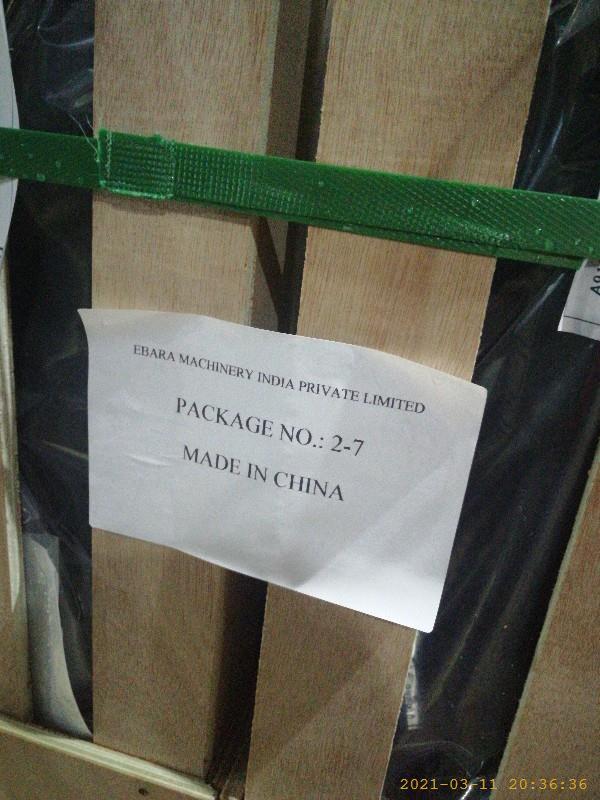 EBARA MACHINERY INDIA PRIVATE LIMITED
PACKAGE NO.: 2-7
MADE IN CHINA
2021-03-11 20:36:36